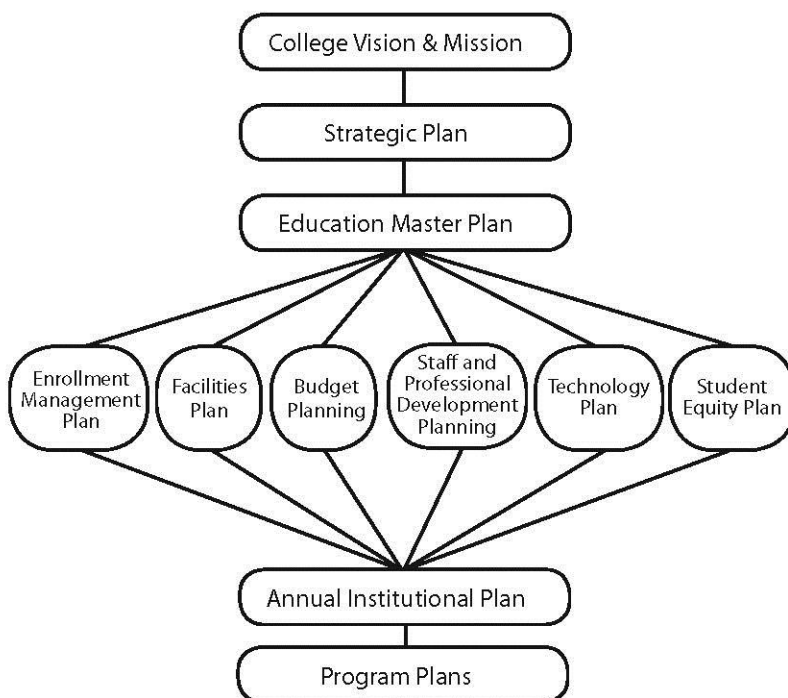 College Vision & Mission
Strategic Plan
Education Master Plan
Enrollment
Management
Plan
Facilities
Plan
Budget
Planning
Staff and
Professional
Development
Planning
Technology
Plan
Student
Equity Plan
Annual Institutional Plan
Program Plans